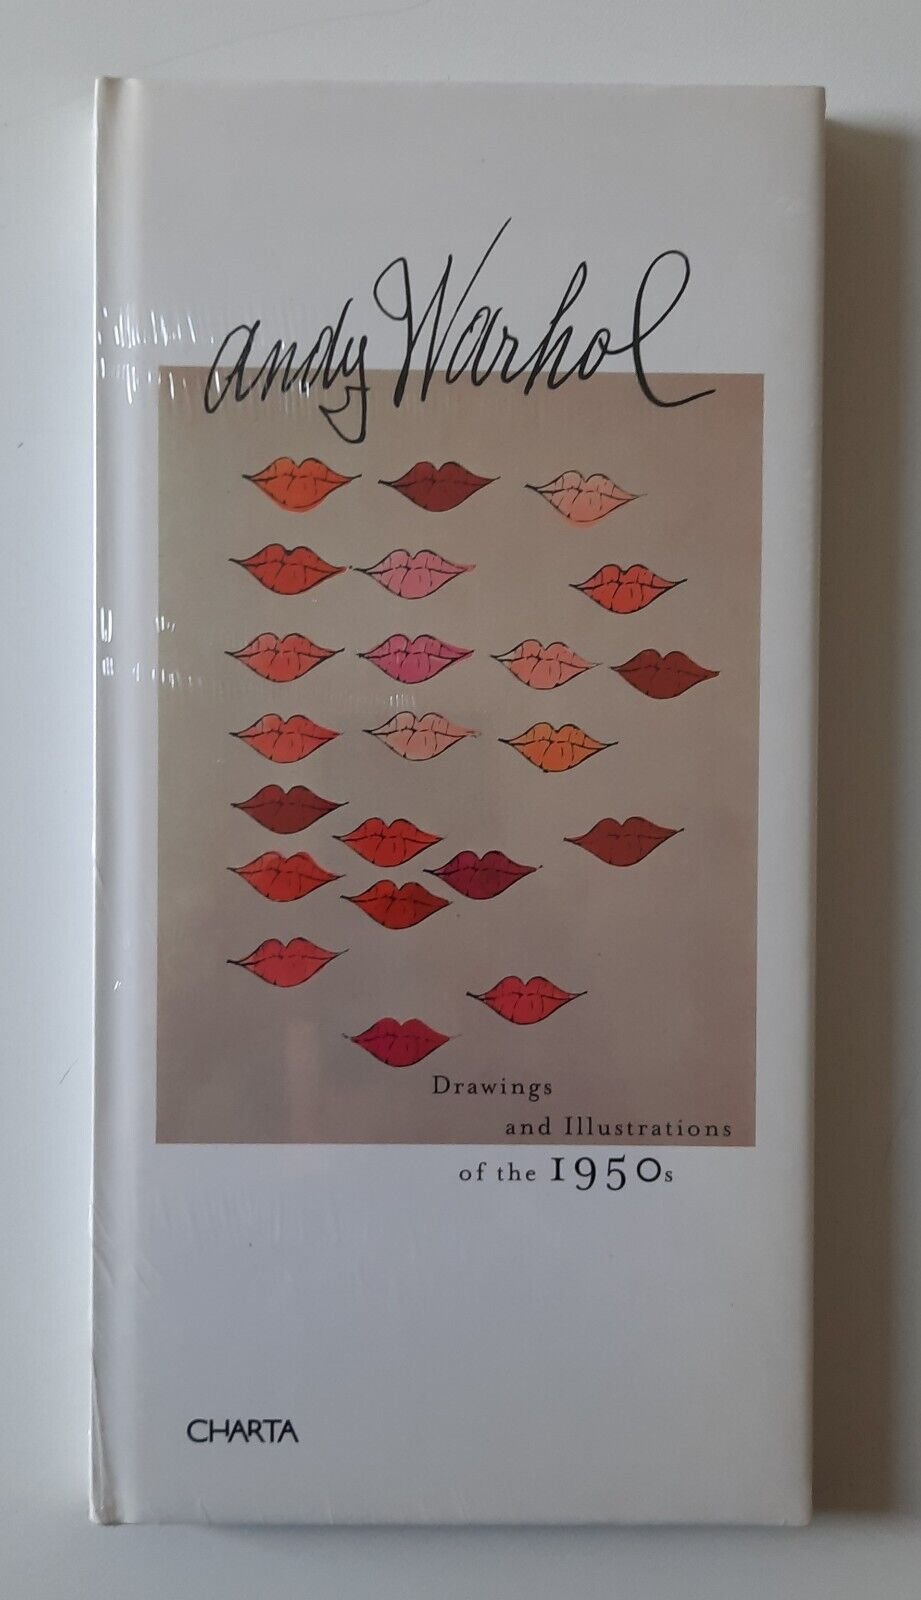 andy Warhol
Drawings
and Illustrations
of the 1950s
CHARTA